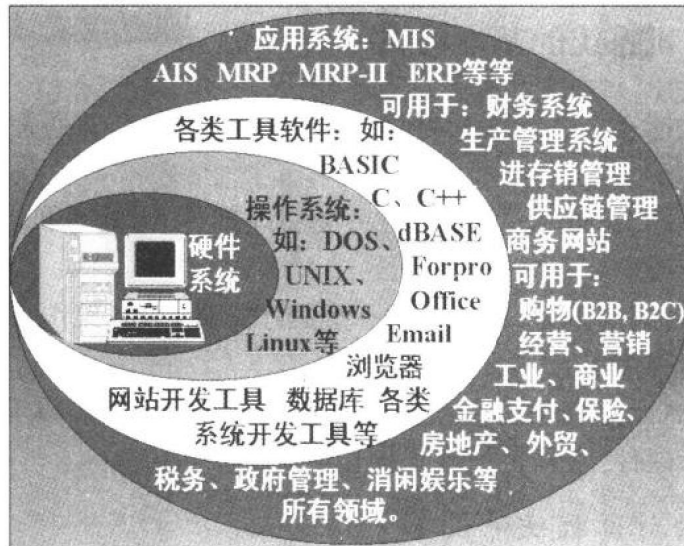 应用系统：MIS
AIS MRP MRP-II ERP等等
可用于：财务系统
各类工具软件：如：
生产管理系统
BASIC
进存销管理
C、C++
供应链管理
操作系统：
如：DOS、
dBASE
商务网站
硬件
系统
UNIX、
Forpro
可用于：
Windows
Office
购物(B2B, B2C)
Linux等
Email
经营、营销
浏览器
工业、商业
网站开发工具 数据库 各类
金融支付、保险、
系统开发工具等
房地产、外贸、
税务、政府管理、消闲娱乐等
所有领域。